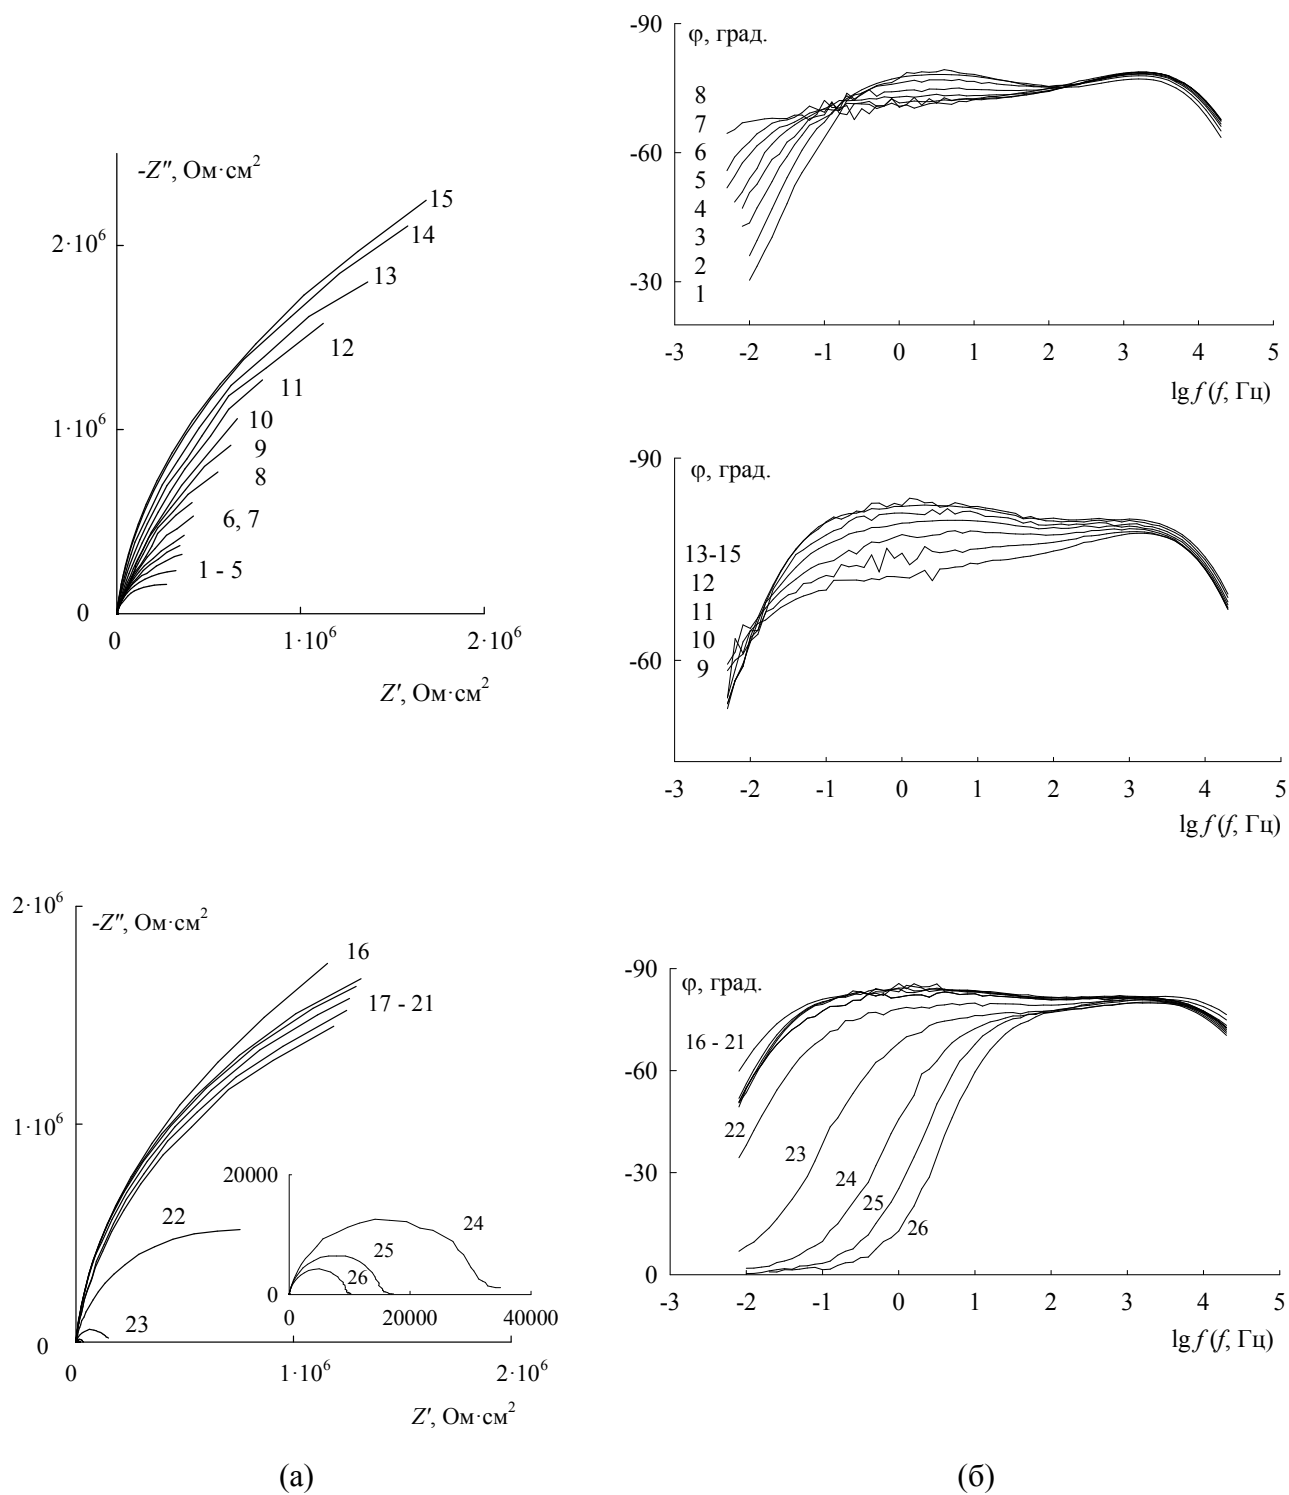 -Z", Ом·см²
2·10⁶
1·10⁶
0
15
14
13
12
11
10
9
8
6, 7
1 - 5
0
1·10⁶
2·10⁶
Z', Ом·см²
-90
φ, град.
-60
-30
8
7
6
5
4
3
2
1
-3 -2 -1 0 1 2 3 4 5
lg f (f, Гц)
-90
φ, град.
-60
13-15
12
11
10
9
-3 -2 -1 0 1 2 3 4 5
lg f (f, Гц)
2·10⁶
-Z", Ом·см²
1·10⁶
0
16
17 - 21
22
23
20000
0
24
25
26
0 20000 40000
0 1·10⁶ 2·10⁶
Z', Ом·см²
-90
φ, град.
-60
-30
0
16 - 21
22
23
24
25
26
-3 -2 -1 0 1 2 3 4 5
lg f (f, Гц)
(а) (б)